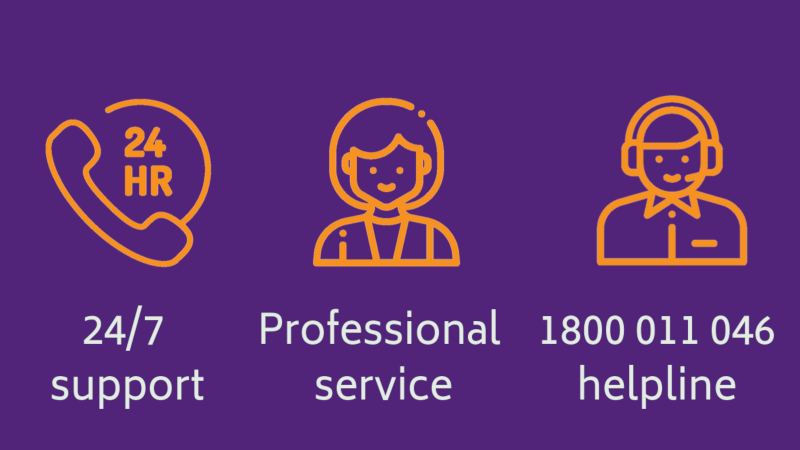 24
HR
24/7
support
Professional
service
1800 011 046
helpline